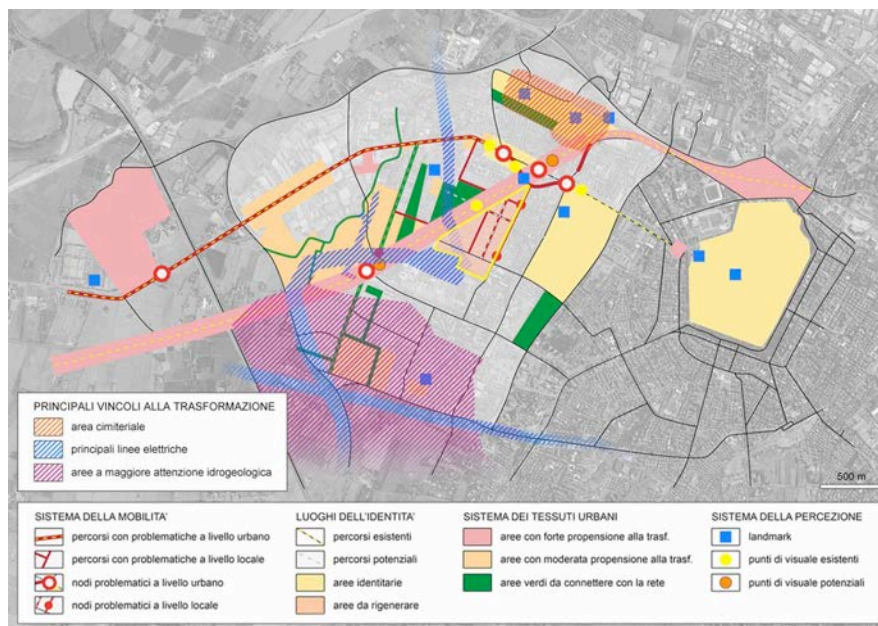 PRINCIPALI VINCOLI ALLA TRASFORMAZIONE
area cimiteriale
principali linee elettriche
aree a maggiore attenzione idrogeologica
500 m
SISTEMA DELLA MOBILITA'
percorsi con problematiche a livello urbano
percorsi con problematiche a livello locale
nodi problematici a livello urbano
nodi problematici a livello locale
LUOGHI DELL'IDENTITA'
percorsi esistenti
percorsi potenziali
aree identitarie
aree da rigenerare
SISTEMA DEI TESSUTI URBANI
aree con forte propensione alla trasf.
aree con moderata propensione alla trasf.
aree verdi da connettere con la rete
SISTEMA DELLA PERCEZIONE
landmark
punti di visuale esistenti
punti di visuale potenziali